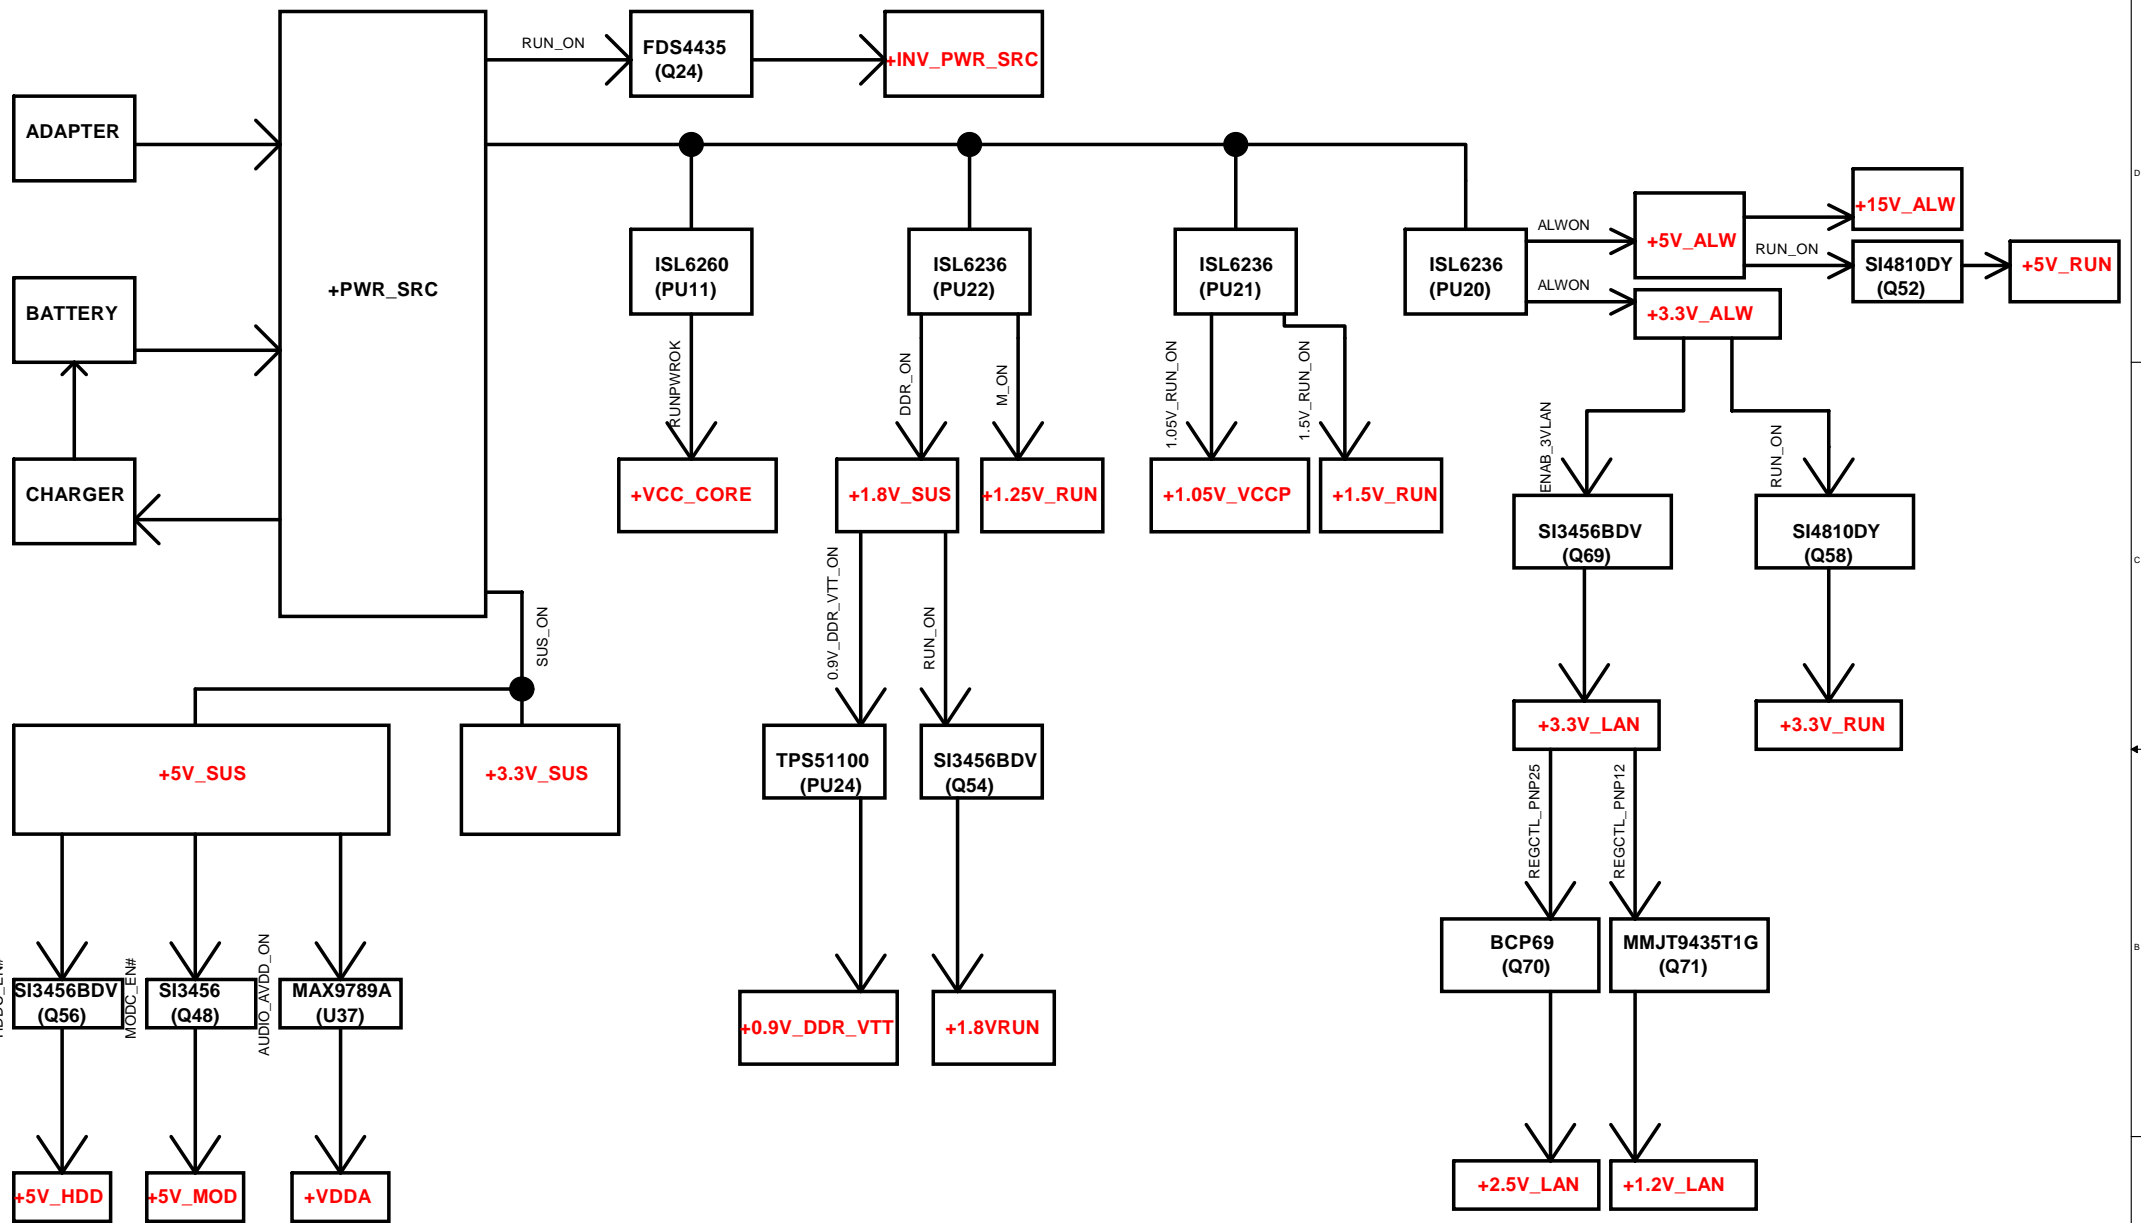 RUN_ON
FDS4435
(Q24)
+INV_PWR_SRC
ADAPTER
BATTERY
CHARGER
+PWR_SRC
ISL6260
(PU11)
ISL6236
(PU22)
ISL6236
(PU21)
ISL6236
(PU20)
ALWON
ALWON
+5V_ALW
+3.3V_ALW
+15V_ALW
RUN_ON
SI4810DY
(Q52)
+5V_RUN
D
RUNPWROK
DDR_ON
M_ON
1.05V_RUN_ON
1.5V_RUN_ON
ENAB_3VLAN
RUN_ON
+VCC_CORE
+1.8V_SUS
+1.25V_RUN
+1.05V_VCCP
+1.5V_RUN
SI3456BDV
(Q69)
SI4810DY
(Q58)
C
SUS_ON
0.9V_DDR_VTT_ON
RUN_ON
+3.3V_LAN
+3.3V_RUN
+5V_SUS
+3.3V_SUS
TPS51100
(PU24)
SI3456BDV
(Q54)
REGCTL_PNP25
REGCTL_PNP12
BCP69
(Q70)
MMJT9435T1G
(Q71)
B
MODC_EN#
AUDIO_AVDD_ON
SI3456BDV
(Q56)
SI3456
(Q48)
MAX9789A
(U37)
+0.9V_DDR_VTT
+1.8VRUN
+5V_HDD
+5V_MOD
+VDDA
+2.5V_LAN
+1.2V_LAN